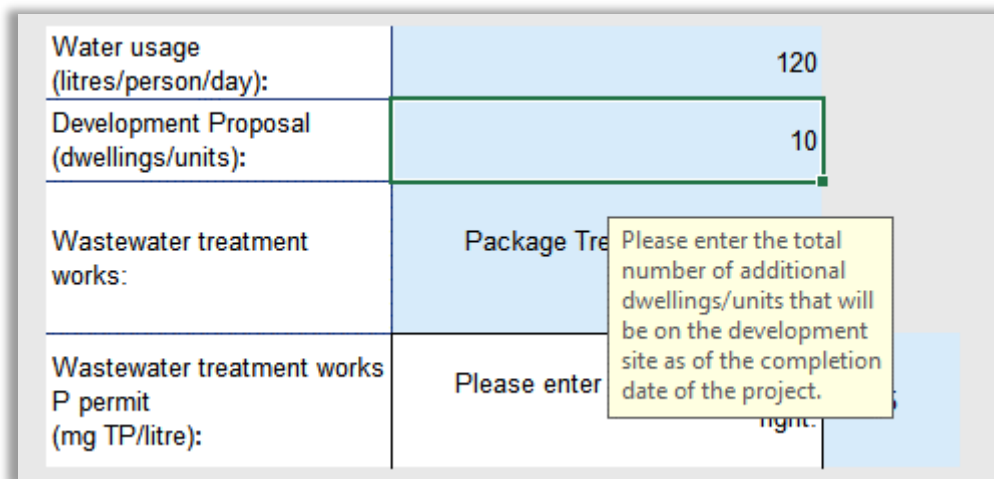 Water usage
(litres/person/day):
120
Development Proposal
(dwellings/units):
10
Wastewater treatment
works:
Package
Please enter the total
number of additional
dwellings/units that will
be on the development
site as of the completion
date of the project.
Wastewater treatment works
P permit
(mg TP/litre):
Please enter
right.